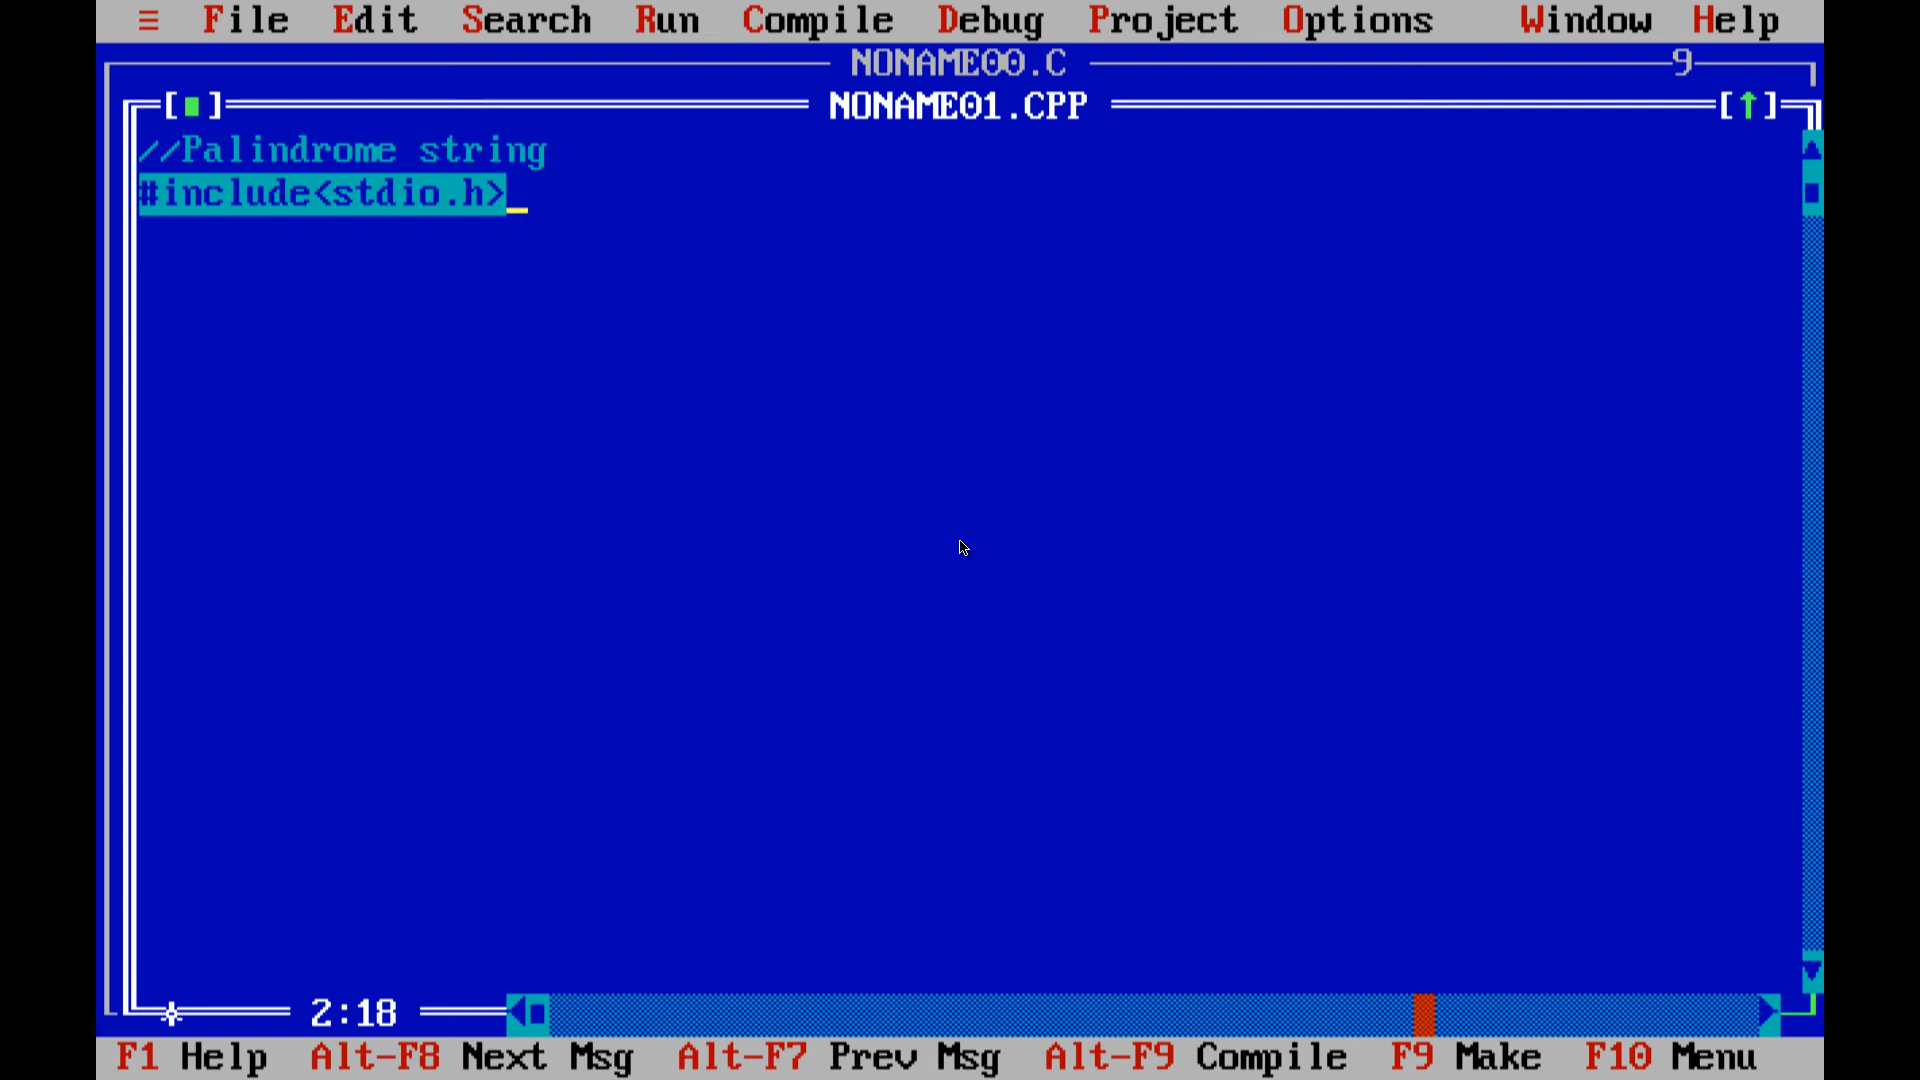 ≡ File Edit Search Run Compile Debug Project Options Window Help
NONAME00.C 9
[■] NONAME01.CPP [↑]
//Palindrome string
#include<stdio.h>_
2:18
F1 Help Alt-F8 Next Msg Alt-F7 Prev Msg Alt-F9 Compile F9 Make F10 Menu